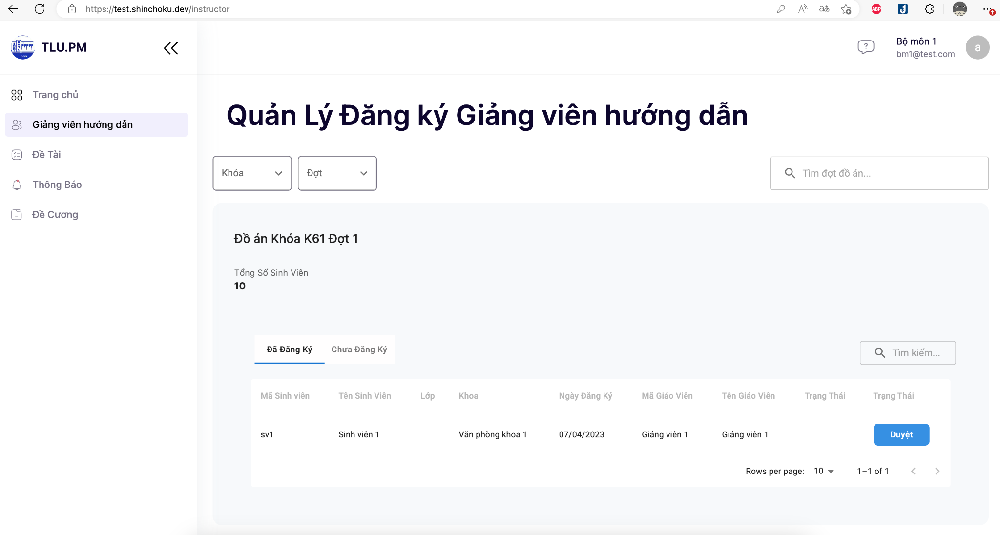 https://test.shinchoku.dev/instructor
ABP
TLU.PM
Bộ môn 1
bm1@test.com
a
Trang chủ
Giảng viên hướng dẫn
Đề Tài
Thông Báo
Đề Cương
Quản Lý Đăng ký Giảng viên hướng dẫn
Khóa
Đợt
Tìm đợt đồ án...
Đồ án Khóa K61 Đợt 1
Tổng Số Sinh Viên
10
Đã Đăng Ký
Chưa Đăng Ký
Tìm kiếm...
Mã Sinh viên Tên Sinh Viên Lớp Khoa Ngày Đăng Ký Mã Giáo Viên Tên Giáo Viên Trạng Thái Trạng Thái
sv1 Sinh viên 1 Văn phòng khoa 1 07/04/2023 Giảng viên 1 Giảng viên 1 Duyệt
Rows per page: 10 1–1 of 1